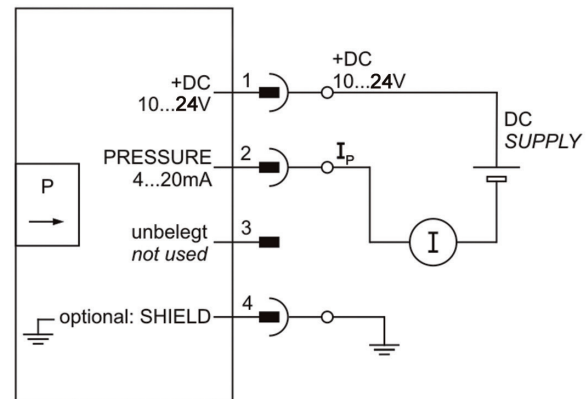 +DC
10...24V
1
+DC
10...24V
DC
SUPPLY
PRESSURE
4...20mA
2
IP
P
unbelegt
not used
3
I
optional: SHIELD
4